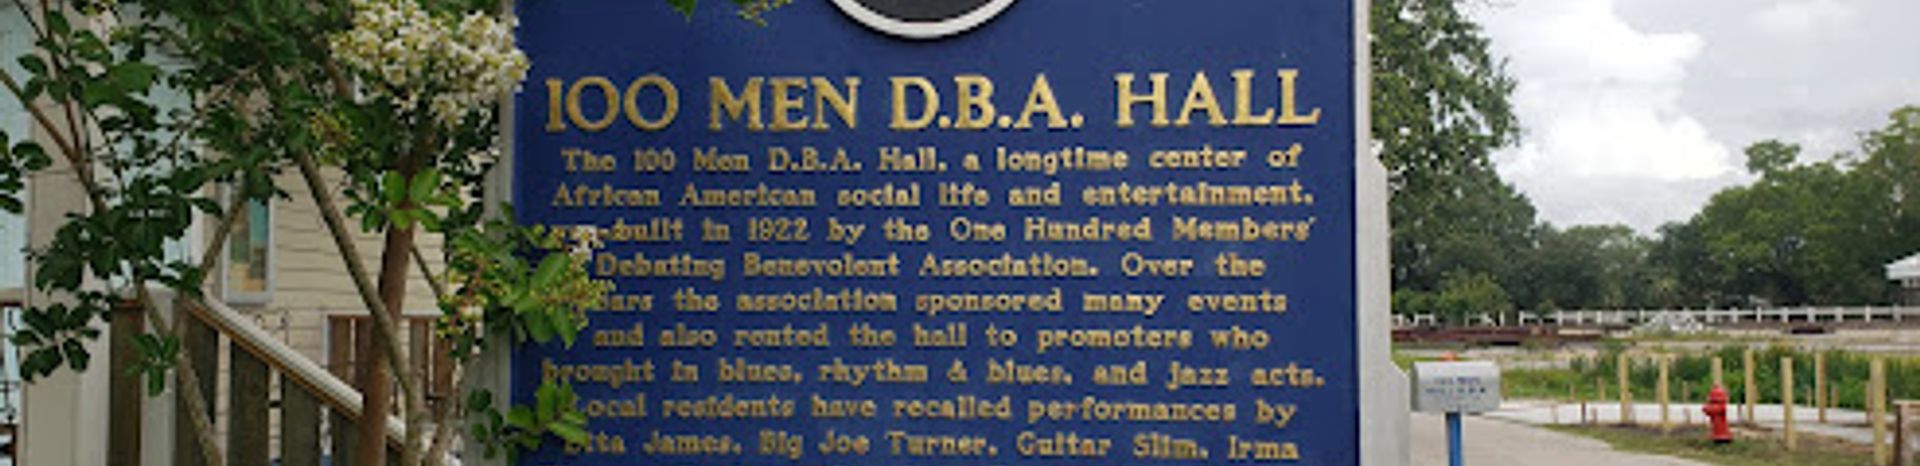 100 MEN D.B.A. HALL
The 100 Men D.B.A. Hall, a longtime center of
African American social life and entertainment,
was built in 1922 by the One Hundred Members'
Debating Benevolent Association. Over the
years the association sponsored many events
and also rented the hall to promoters who
brought in blues, rhythm & blues, and jazz acts.
Local residents have recalled performances by
Etta James, Big Joe Turner, Guitar Slim, Irma